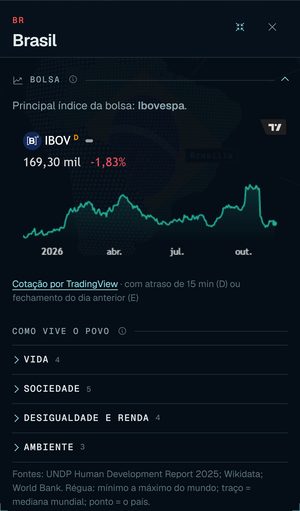 BR
Brasil
BOLSA
Principal índice da bolsa: Ibovespa.
IBOV D
169,30 mil -1,83%
2026 abr. jul. out.
Cotação por TradingView · com atraso de 15 min (D) ou
fechamento do dia anterior (E)
COMO VIVE O POVO
VIDA 4
SOCIEDADE 5
DESIGUALDADE E RENDA 4
AMBIENTE 3
Fontes: UNDP Human Development Report 2025; Wikidata;
World Bank. Régua: mínimo a máximo do mundo; traço =
mediana mundial; ponto = o país.